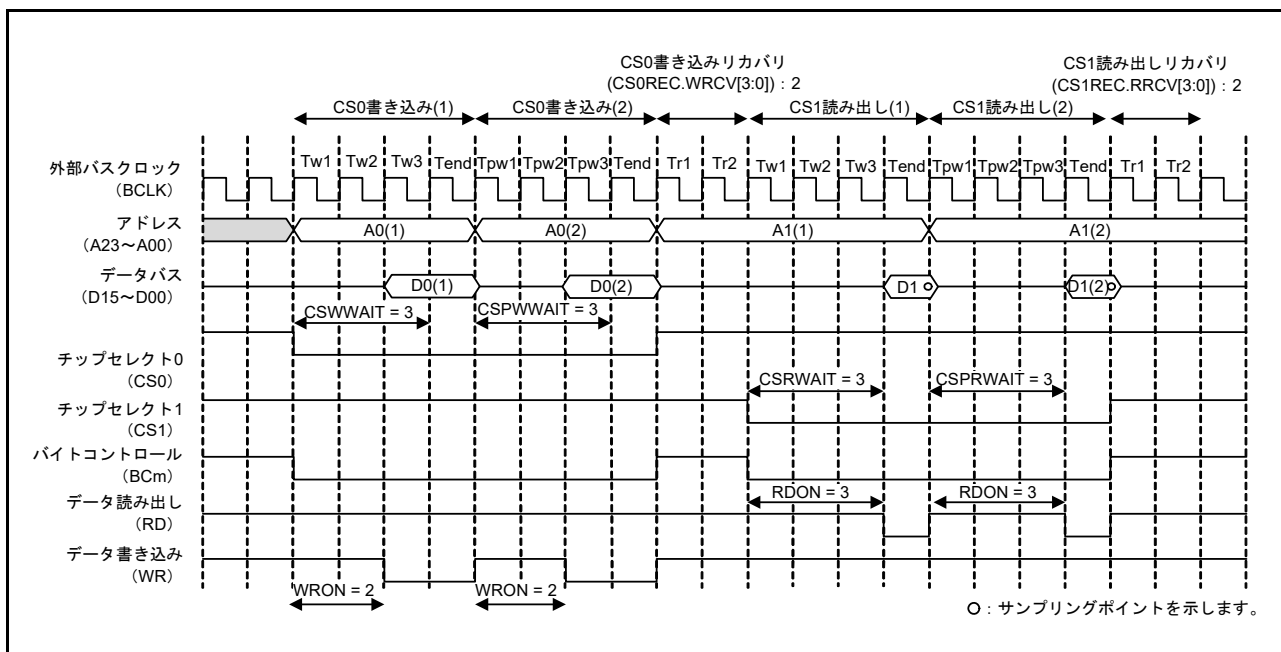 CS0書き込みリカバリ
(CS0REC.WRCV[3:0])：2
CS1読み出しリカバリ
(CS1REC.RRCV[3:0])：2
CS0書き込み(1)
CS0書き込み(2)
CS1読み出し(1)
CS1読み出し(2)
Tw1 Tw2 Tw3 Tend Tpw1 Tpw2 Tpw3 Tend Tr1 Tr2 Tw1 Tw2 Tw3 Tend Tpw1 Tpw2 Tpw3 Tend Tr1 Tr2
外部バスクロック
（BCLK）
アドレス
（A23～A00）
A0(1) A0(2) A1(1) A1(2)
データバス
（D15～D00）
D0(1) D0(2) D1 D1(2)
CSWWAIT = 3 CSPWWAIT = 3
チップセレクト0
（CS0）
CSRWAIT = 3 CSPRWAIT = 3
チップセレクト1
（CS1）
バイトコントロール
（BCm）
RDON = 3 RDON = 3
データ読み出し
（RD）
データ書き込み
（WR）
WRON = 2 WRON = 2
：サンプリングポイントを示します。